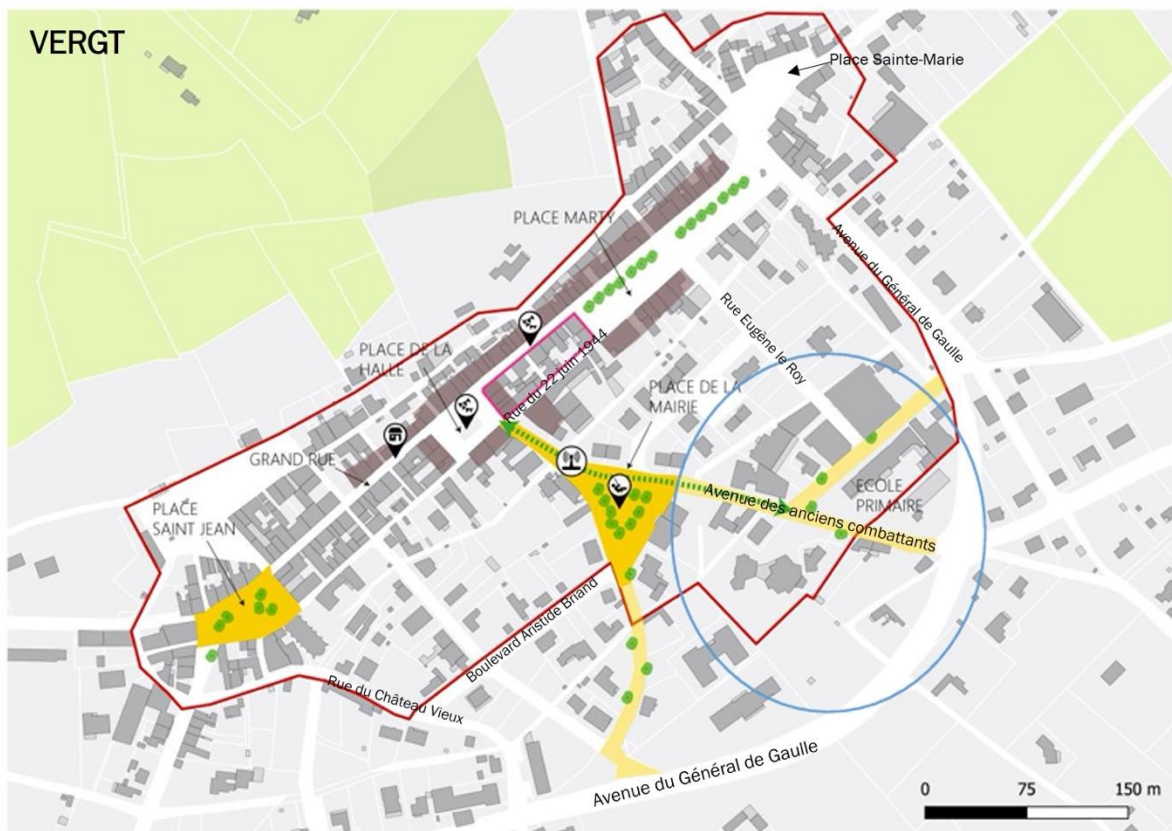 VERGT
Place Sainte-Marie
PLACE MARTY
Avenue du Général de Gaulle
Rue Eugène le Roy
PLACE DE LA
HALLE
Rue du 22 juin 1944
PLACE DE LA
MAIRIE
GRAND RUE
PLACE
SAINT JEAN
ECOLE
PRIMAIRE
Avenue des anciens combattants
Boulevard Aristide Briand
Rue du Château Vieux
Avenue du Général de Gaulle
0 75 150 m